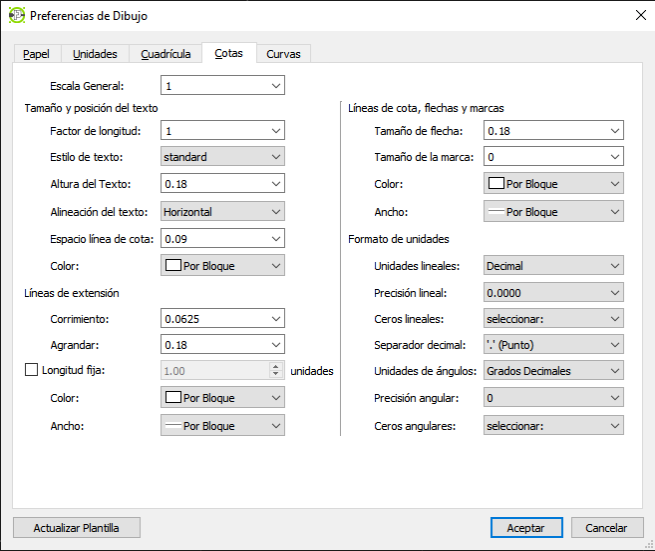 Preferencias de Dibujo
Papel Unidades Cuadrícula Cotas Curvas
Escala General: 1
Tamaño y posición del texto
Factor de longitud: 1
Estilo de texto: standard
Altura del Texto: 0.18
Alineación del texto: Horizontal
Espacio línea de cota: 0.09
Color: Por Bloque
Líneas de extensión
Corrimiento: 0.0625
Agrandar: 0.18
Longitud fija: 1.00 unidades
Color: Por Bloque
Ancho: Por Bloque
Líneas de cota, flechas y marcas
Tamaño de flecha: 0.18
Tamaño de la marca: 0
Color: Por Bloque
Ancho: Por Bloque
Formato de unidades
Unidades lineales: Decimal
Precisión lineal: 0.0000
Ceros lineales: seleccionar:
Separador decimal: '.' (Punto)
Unidades de ángulos: Grados Decimales
Precisión angular: 0
Ceros angulares: seleccionar:
Actualizar Plantilla Aceptar Cancelar